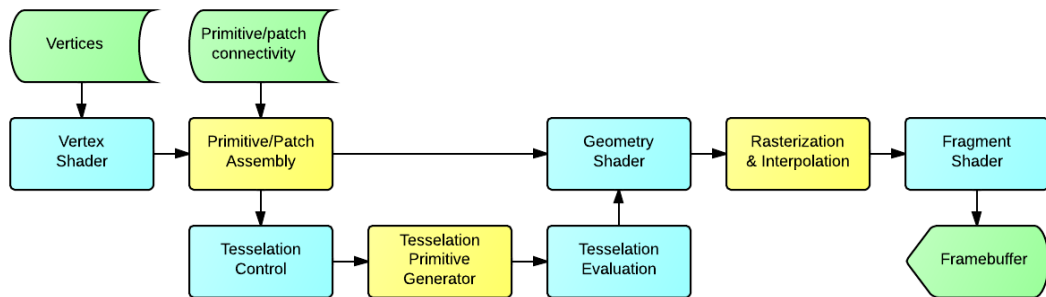 Vertices
Primitive/patch
connectivity
Vertex
Shader
Primitive/Patch
Assembly
Geometry
Shader
Rasterization
& Interpolation
Fragment
Shader
Tesselation
Control
Tesselation
Primitive
Generator
Tesselation
Evaluation
Framebuffer